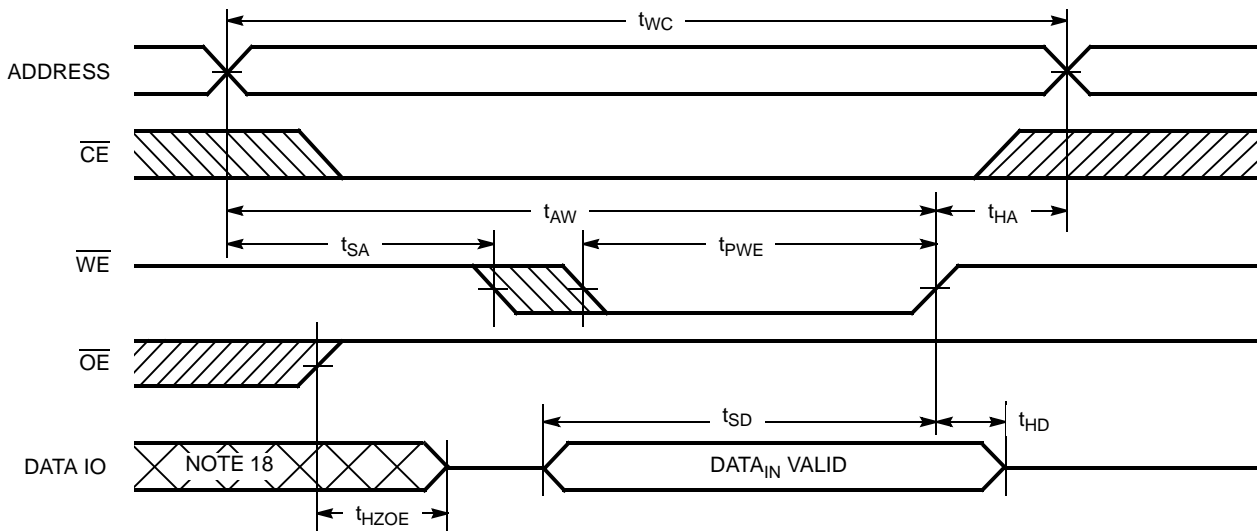 tWC
ADDRESS
CE
tAW
tHA
tSA
tPWE
WE
OE
tSD
tHD
DATA IO
NOTE 18
DATAIN VALID
tHZOE